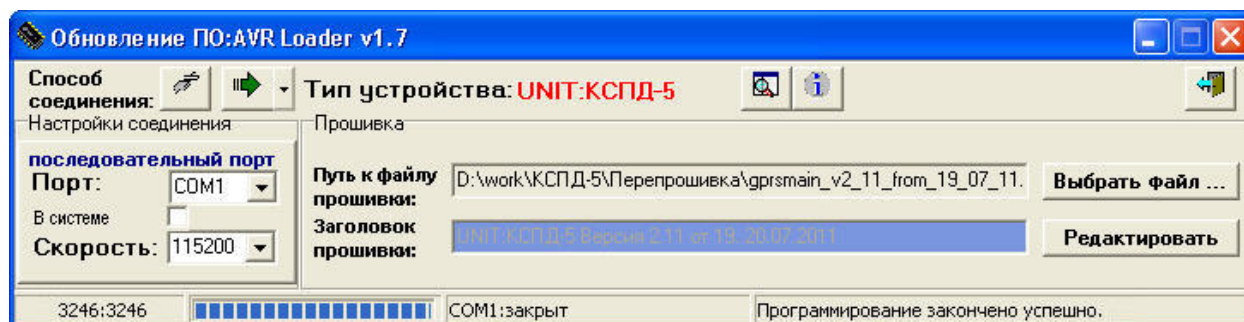 Обновление ПО:AVR Loader v1.7
Способ соединения:
Тип устройства: UNIT:КСПД-5
Настройки соединения
Прошивка
последовательный порт
Порт: COM1
В системе
Скорость: 115200
Путь к файлу прошивки:
D:\work\КСПД-5\Перепрошивка\gprsmain_v2_11_from_19_07_11.
Выбрать файл ...
Заголовок прошивки:
UNIT:КСПД-5 Версия 2.11 от 19..20.07.2011
Редактировать
3246:3246
COM1:закрыт
Программирование закончено успешно.